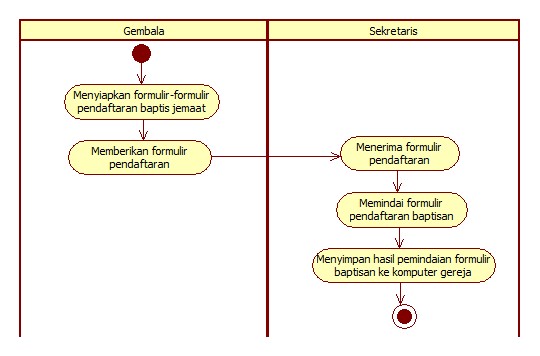 Gembala
Sekretaris
Menyiapkan formulir-formulir
pendaftaran baptis jemaat
Memberikan formulir
pendaftaran
Menerima formulir
pendaftaran
Memindai formulir
pendaftaran baptisan
Menyimpan hasil pemindaian formulir
baptisan ke komputer gereja